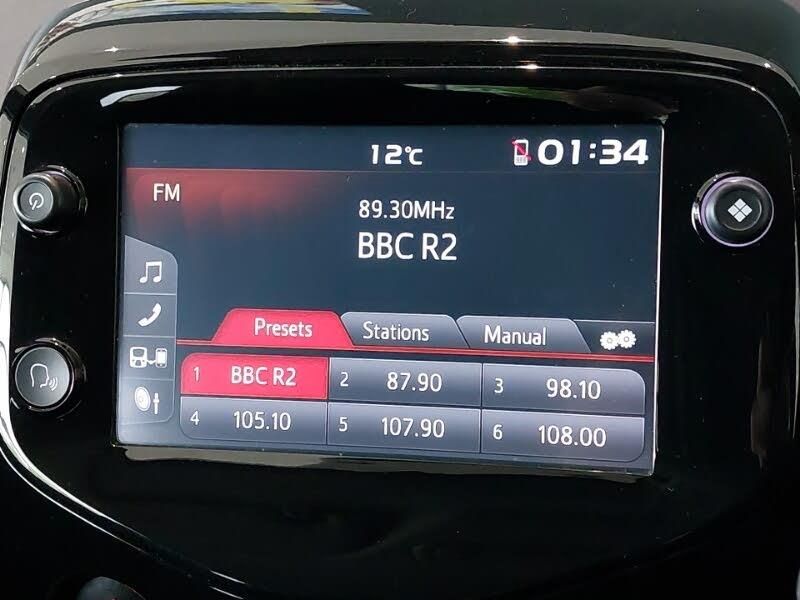 12°C 01:34
FM
89.30MHz
BBC R2
Presets Stations Manual
1 BBC R2 2 87.90 3 98.10
4 105.10 5 107.90 6 108.00